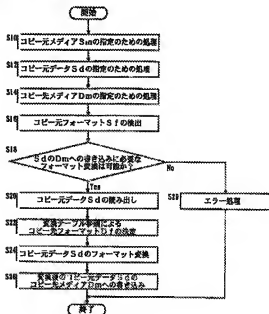 開始
S10
コピー元メディアSmの指定のための処理
S12
コピー元データSdの指定のための処理
S14
コピー先メディアDmの指定のための処理
S16
コピー元フォーマットSfの検出
S18
SdのDmへの書き込みに必要な
フォーマット変換は可能か？
No
Yes
S20
コピー元データSdの読み出し
エラー処理
S22
変換テーブル参照による
コピー先フォーマットDfの決定
S24
コピー元データSdのフォーマット変換
S26
変換後のコピー元データSdの
コピー先メディアDmへの書き込み
終了